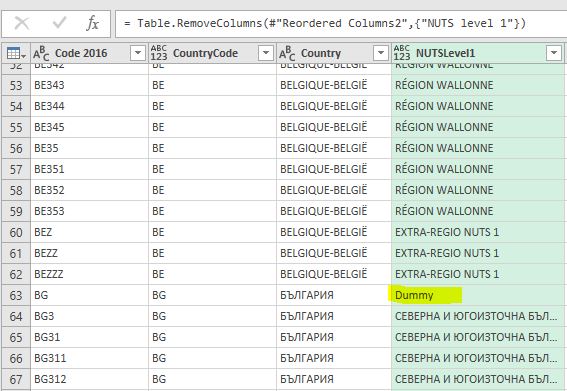 = Table.RemoveColumns(#"Reordered Columns2",{"NUTS level 1"})
ABC Code 2016 ABC 123 CountryCode ABC Country ABC 123 NUTSLevel1
52 BE342 BE BELGIQUE-BELGIË RÉGION WALLONNE
53 BE343 BE BELGIQUE-BELGIË RÉGION WALLONNE
54 BE344 BE BELGIQUE-BELGIË RÉGION WALLONNE
55 BE345 BE BELGIQUE-BELGIË RÉGION WALLONNE
56 BE35 BE BELGIQUE-BELGIË RÉGION WALLONNE
57 BE351 BE BELGIQUE-BELGIË RÉGION WALLONNE
58 BE352 BE BELGIQUE-BELGIË RÉGION WALLONNE
59 BE353 BE BELGIQUE-BELGIË RÉGION WALLONNE
60 BEZ BE BELGIQUE-BELGIË EXTRA-REGIO NUTS 1
61 BEZZ BE BELGIQUE-BELGIË EXTRA-REGIO NUTS 1
62 BEZZZ BE BELGIQUE-BELGIË EXTRA-REGIO NUTS 1
63 BG BG БЪЛГАРИЯ Dummy
64 BG3 BG БЪЛГАРИЯ СЕВЕРНА И ЮГОИЗТОЧНА БЪЛ...
65 BG31 BG БЪЛГАРИЯ СЕВЕРНА И ЮГОИЗТОЧНА БЪЛ...
66 BG311 BG БЪЛГАРИЯ СЕВЕРНА И ЮГОИЗТОЧНА БЪЛ...
67 BG312 BG БЪЛГАРИЯ СЕВЕРНА И ЮГОИЗТОЧНА БЪЛ...